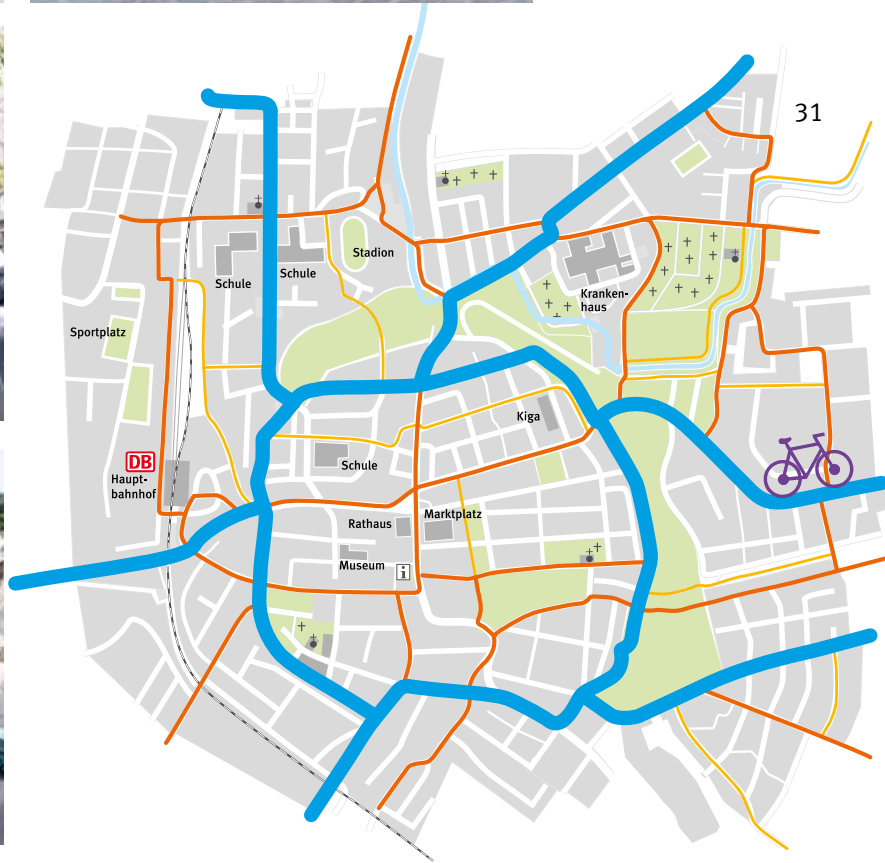 31
Stadion
Schule
Schule
Kranken-
haus
Sportplatz
Kiga
DB
Haupt-
bahnhof
Schule
Rathaus
Marktplatz
Museum
i